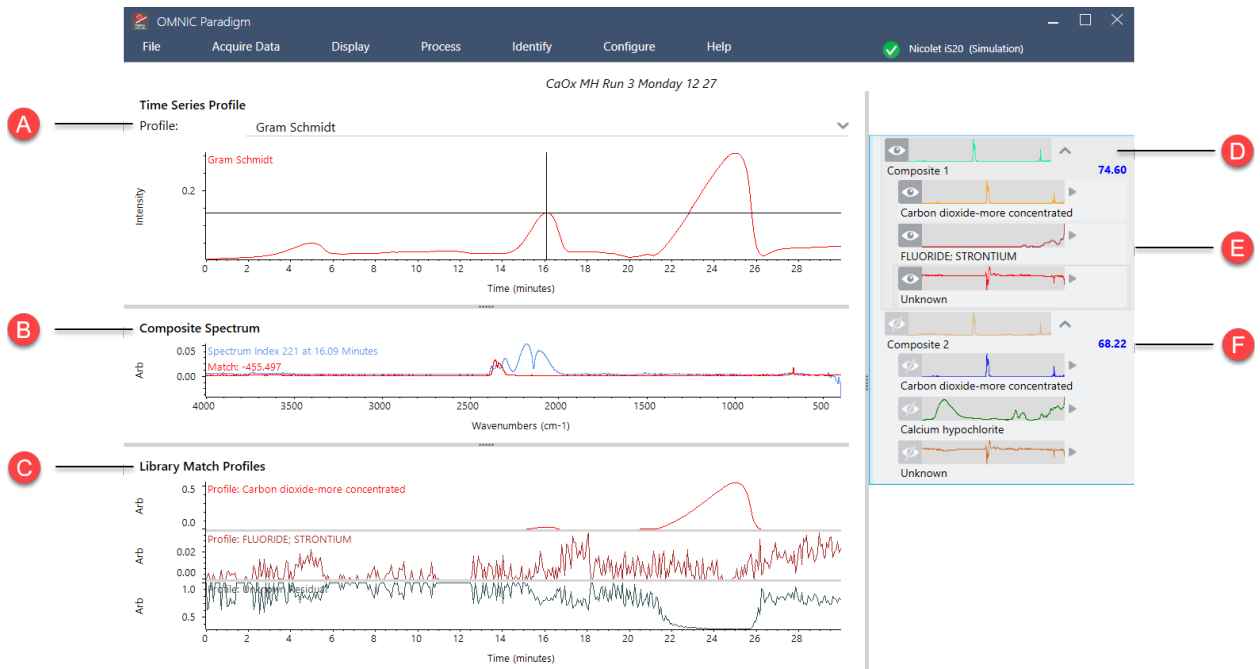 OMNIC Paradigm
File Acquire Data Display Process Identify Configure Help Nicolet iS20 (Simulation)
CaOx MH Run 3 Monday 12 27
Time Series Profile
A Profile: Gram Schmidt
Gram Schmidt
Intensity
0.2
0 2 4 6 8 10 12 14 16 18 20 22 24 26 28
Time (minutes)
B Composite Spectrum
Spectrum Index 221 at 16.09 Minutes
Match: -455.497
Arb
0.05
0.00
4000 3500 3000 2500 2000 1500 1000 500
Wavenumbers (cm-1)
C Library Match Profiles
Profile: Carbon dioxide-more concentrated
Arb
0.5
0.0
Profile: FLUORIDE; STRONTIUM
Arb
0.02
0.00
Profile: Unknown Residual
Arb
1.0
0.5
0 2 4 6 8 10 12 14 16 18 20 22 24 26 28
Time (minutes)
D
Composite 1 74.60
Carbon dioxide-more concentrated
E
FLUORIDE; STRONTIUM
Unknown
Composite 2 68.22
F
Carbon dioxide-more concentrated
Calcium hypochlorite
Unknown